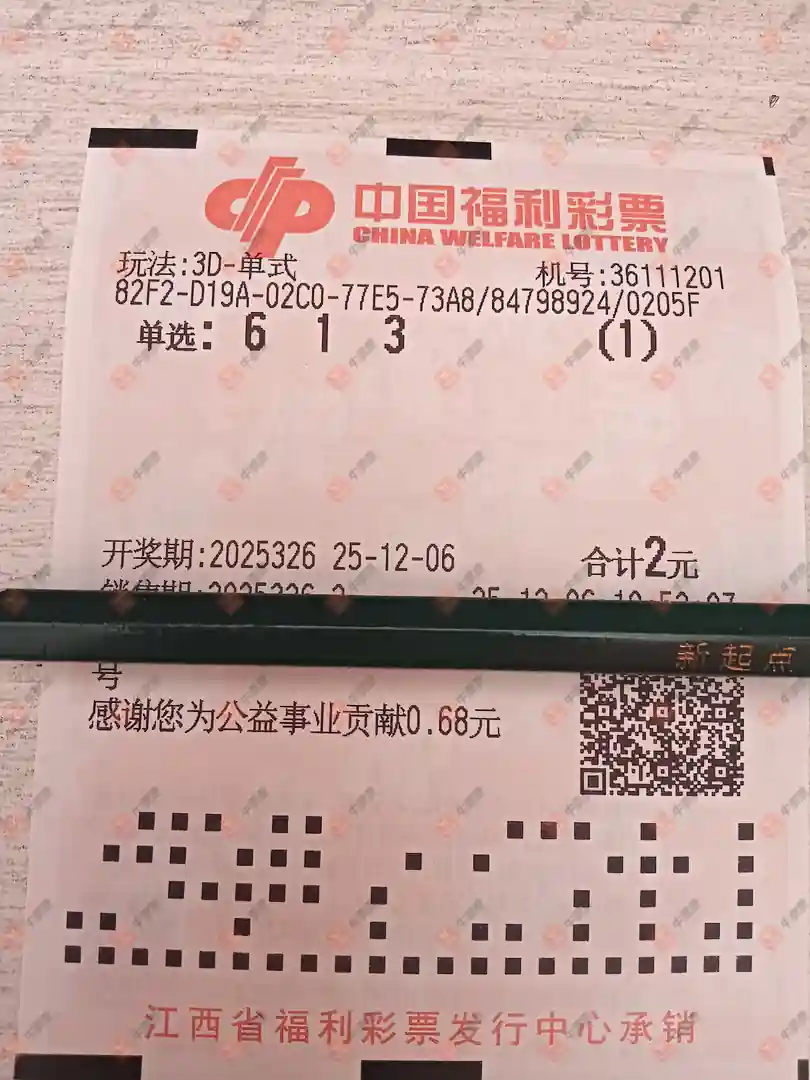 中国福利彩票
CHINA WELFARE LOTTERY
玩法:3D-单式 机号:36111201
82F2-D19A-02C0-77E5-73A8/84798924/0205F
单选: 6 1 3 (1)
开奖期:2025326 25-12-06 合计2元
新起点
号
感谢您为公益事业贡献0.68元
江西省福利彩票发行中心承销